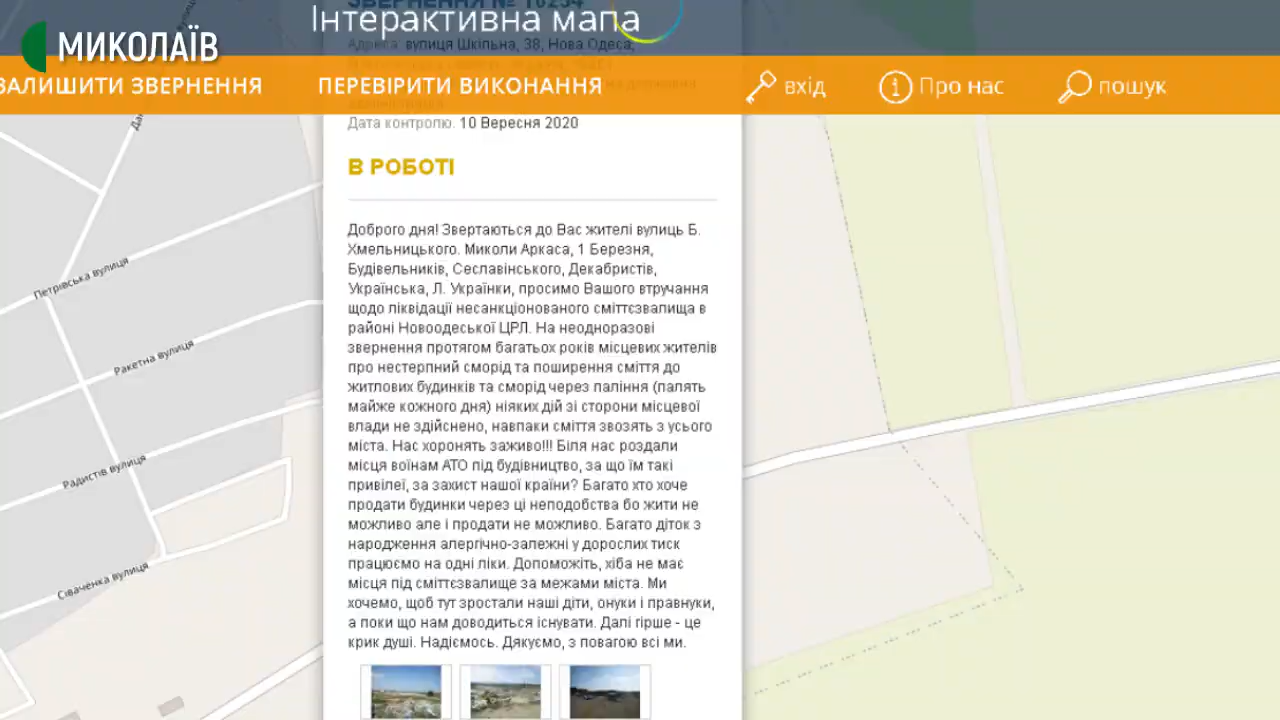 ЗВЕРНЕННЯ № 10234
Інтерактивна мапа
МИКОЛАЇВ
Адреса: вулиця Шкільна, 38, Нова Одеса,
ЗАЛИШИТИ ЗВЕРНЕННЯ
ПЕРЕВІРИТИ ВИКОНАННЯ
вхід
Про нас
пошук
Дата контролю: 10 Вересня 2020
В РОБОТІ
Доброго дня! Звертаються до Вас жителі вулиць Б.
Хмельницького. Миколи Аркаса, 1 Березня,
Будівельників, Сеславінського, Декабристів,
Українська, Л. Українки, просимо Вашого втручання
щодо ліквідації несанкціонованого сміттєзвалища в
районі Новоодеської ЦРЛ. На неодноразові
звернення протягом багатьох років місцевих жителів
про нестерпний сморід та поширення сміття до
житлових будинків та сморід через паління (палять
майже кожного дня) ніяких дій зі сторони місцевої
влади не здійснено, навпаки сміття звозять з усього
міста. Нас хоронять заживо!!! Біля нас роздали
місця воїнам АТО під будівництво, за що їм такі
привілеї, за захист нашої країни? Багато хто хоче
продати будинки через ці неподобства бо жити не
можливо але і продати не можливо. Багато діток з
народження алергічно-залежні у дорослих тиск
працюємо на одні ліки. Допоможіть, хіба не має
місця під сміттєзвалище за межами міста. Ми
хочемо, щоб тут зростали наші діти, онуки і правнуки,
а поки що нам доводиться існувати. Далі гірше - це
крик душі. Надіємось. Дякуємо, з повагою всі ми.
Петрівська вулиця
Ракетна вулиця
Радистів вулиця
Сіваченка вулиця